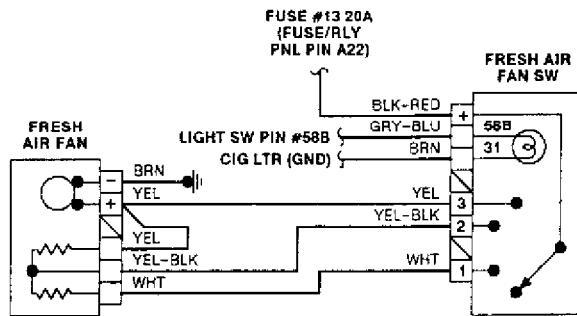 FUSE #13 20A
(FUSE/RLY
PNL PIN A22)
FRESH AIR
FAN SW
BLK-RED
+
GRY-BLU
58B
LIGHT SW PIN #58B
BRN
31
CIG LTR (GND)
FRESH
AIR FAN
BRN
-
YEL
+
YEL
3
YEL-BLK
2
YEL
YEL-BLK
WHT
1
WHT